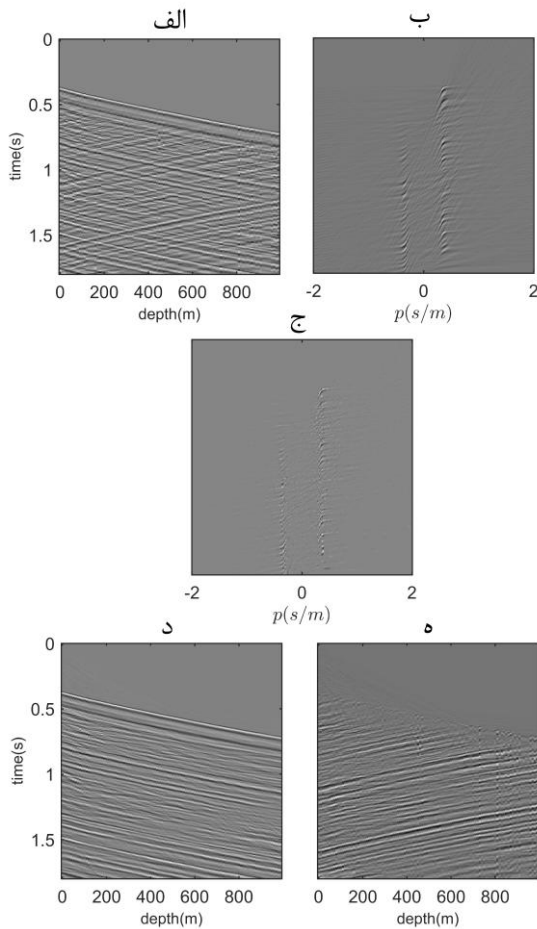 الف
ب
0
0.5
1
1.5
time(s)
0 200 400 600 800
depth(m)
-2 0 2
p(s/m)
ج
-2 0 2
p(s/m)
د
ه
0
0.5
1
1.5
time(s)
0 200 400 600 800
depth(m)
0 200 400 600 800
depth(m)